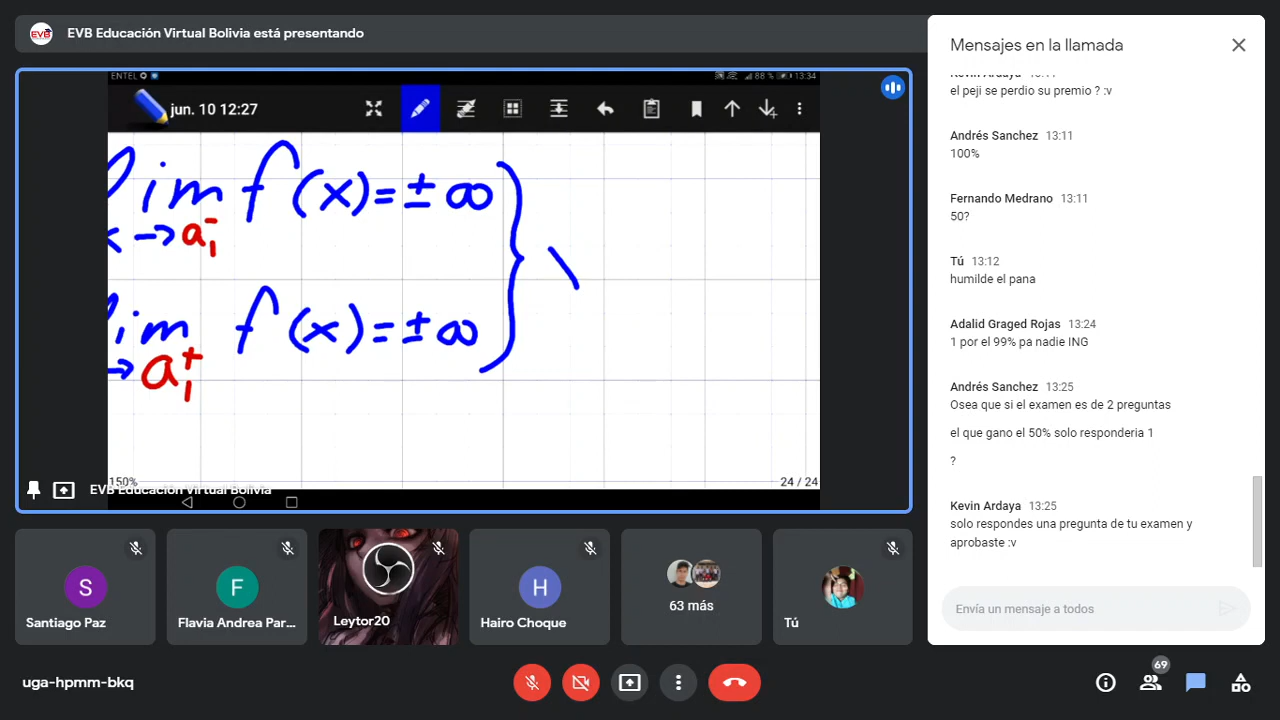 EVB Educación Virtual Bolivia está presentando
Mensajes en la llamada
ENTEL
88 % 13:34
jun. 10 12:27
lim f(x) = ± ∞
x → a₁⁻
lim f(x) = ± ∞
→ a₁⁺
150%
24 / 24
EVB Educación Virtual Bolivia
Kevin Ardaya 13:11
el peji se perdio su premio ? :v
Andrés Sanchez 13:11
100%
Fernando Medrano 13:11
50?
Tú 13:12
humilde el pana
Adalid Graged Rojas 13:24
1 por el 99% pa nadie ING
Andrés Sanchez 13:25
Osea que si el examen es de 2 preguntas
el que gano el 50% solo responderia 1
?
Kevin Ardaya 13:25
solo respondes una pregunta de tu examen y
aprobaste :v
Envía un mensaje a todos
S
F
H
63 más
Santiago Paz
Flavia Andrea Par...
Leytor20
Hairo Choque
Tú
uga-hpmm-bkq
69